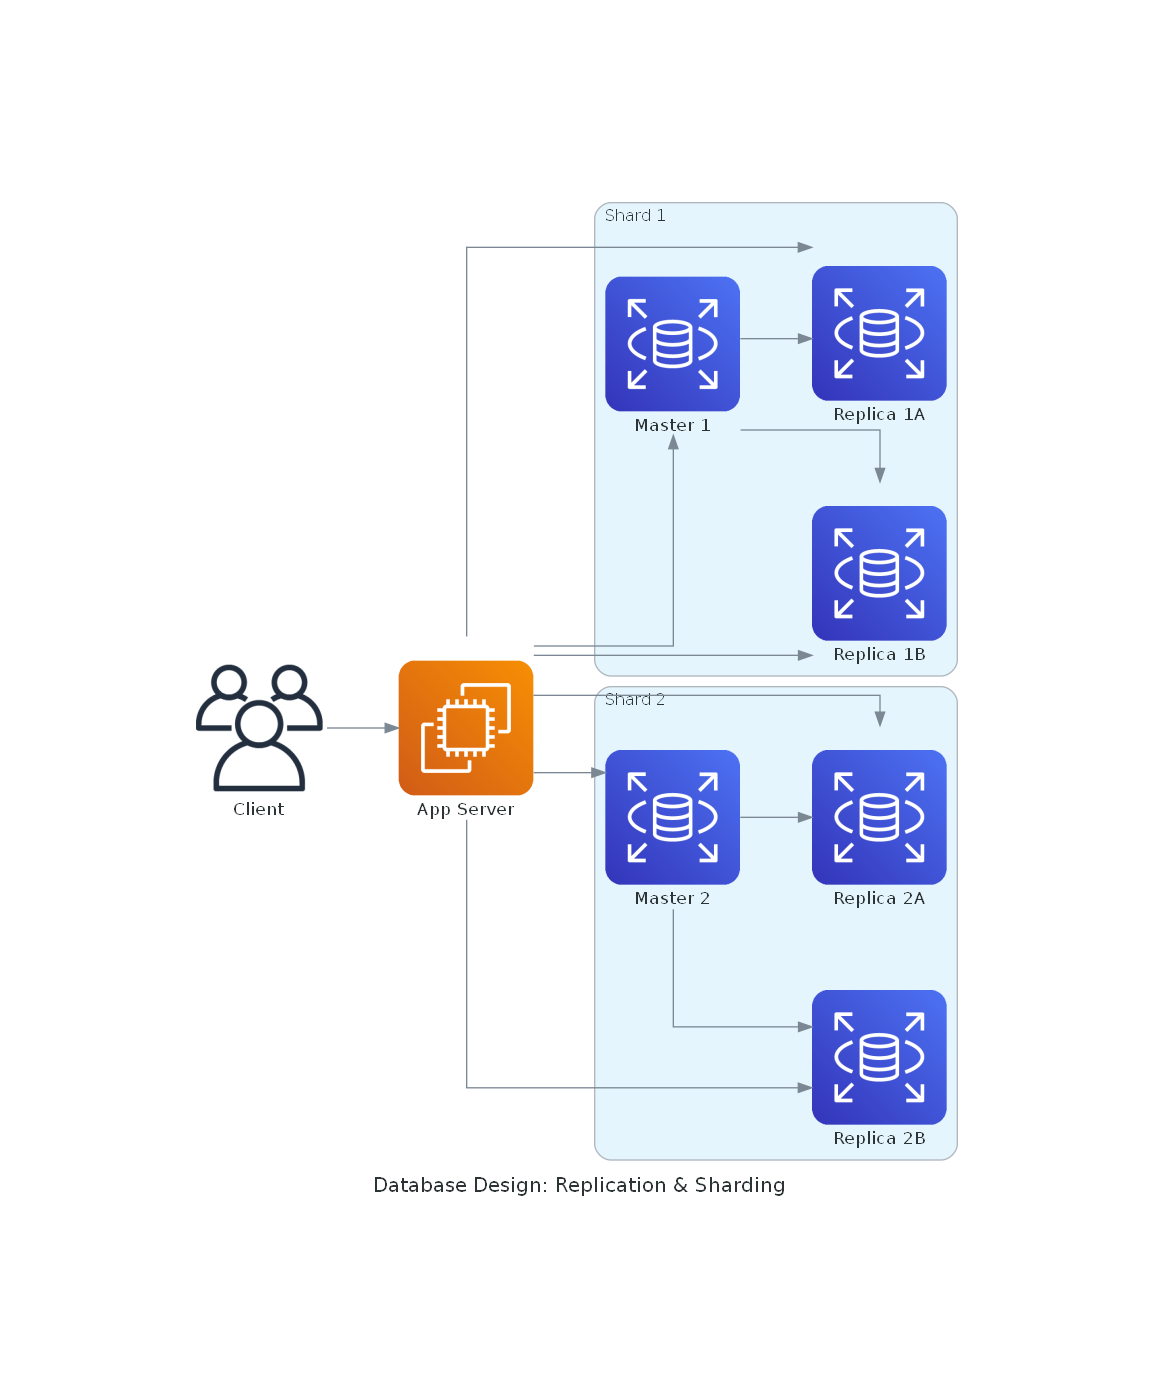 Shard 1
Master 1
Replica 1A
Replica 1B
Shard 2
Client
App Server
Master 2
Replica 2A
Replica 2B
Database Design: Replication & Sharding